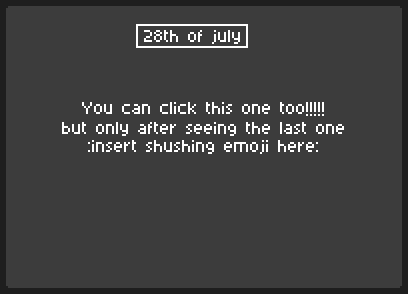 28th of july
You can click this one too!!!!!
but only after seeing the last one
:insert shushing emoji here: